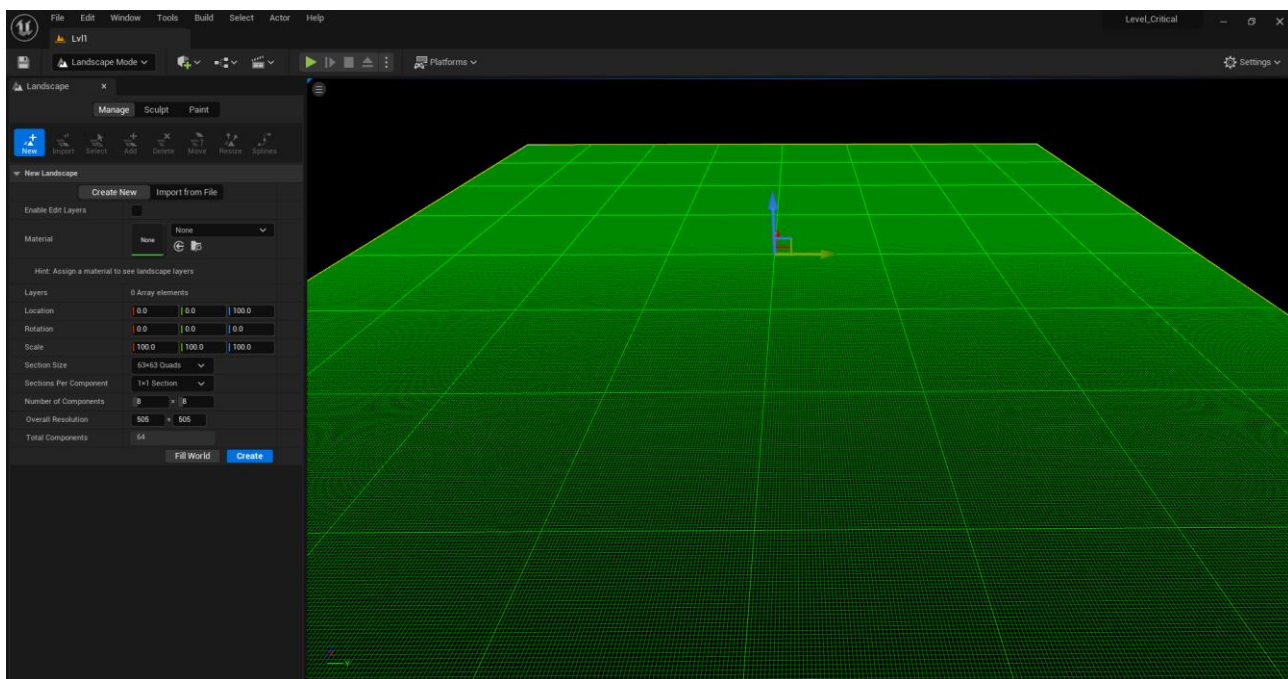 File Edit Window Tools Build Select Actor Help Level_Critical
Lvl1
Landscape Mode Platforms Settings
Landscape
Manage Sculpt Paint
New Import Select Add Delete Move Resize Splines
New Landscape
Create New Import from File
Enable Edit Layers
Material None None
Hint: Assign a material to see landscape layers
Layers 0 Array elements
Location 0.0 0.0 100.0
Rotation 0.0 0.0 0.0
Scale 100.0 100.0 100.0
Section Size 63×63 Quads
Sections Per Component 1×1 Section
Number of Components 8 × 8
Overall Resolution 505 × 505
Total Components 64
Fill World Create
X Y